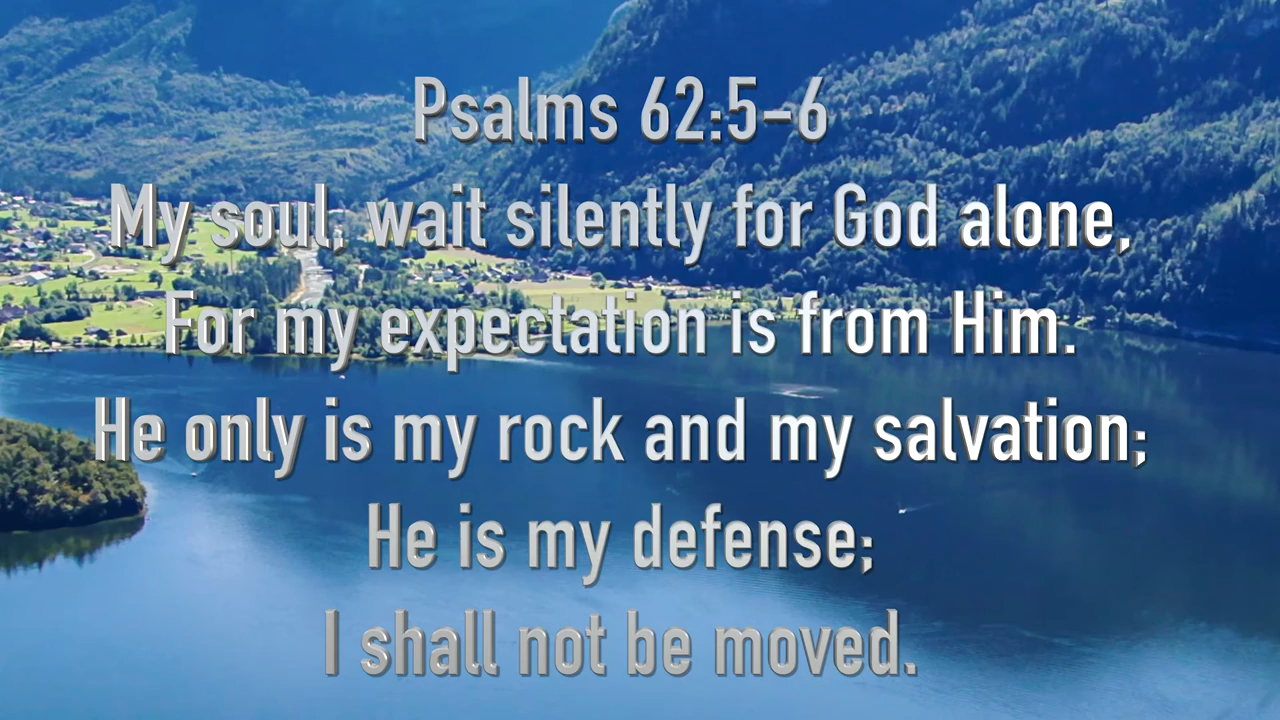 Psalms 62:5–6
My soul, wait silently for God alone,
For my expectation is from Him.
He only is my rock and my salvation;
He is my defense;
I shall not be moved.